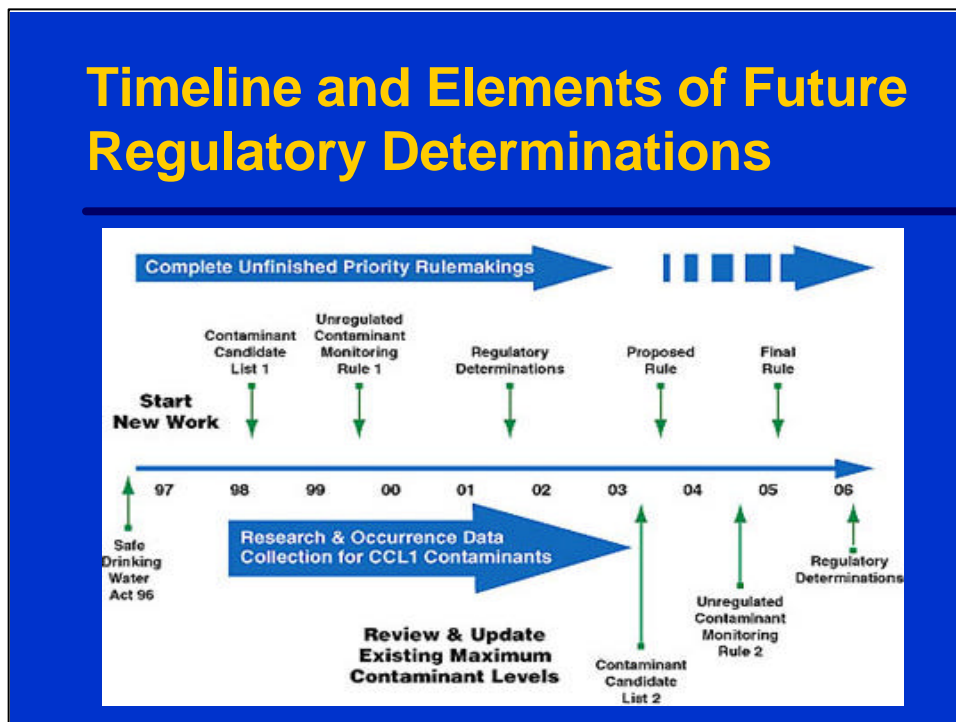 Timeline and Elements of Future
Regulatory Determinations
Complete Unfinished Priority Rulemakings
Contaminant
Candidate
List 1
Unregulated
Contaminant
Monitoring
Rule 1
Regulatory
Determinations
Proposed
Rule
Final
Rule
Start
New Work
97 98 99 00 01 02 03 04 05 06
Safe
Drinking
Water
Act 96
Research & Occurrence Data
Collection for CCL1 Contaminants
Review & Update
Existing Maximum
Contaminant Levels
Contaminant
Candidate
List 2
Unregulated
Contaminant
Monitoring
Rule 2
Regulatory
Determinations